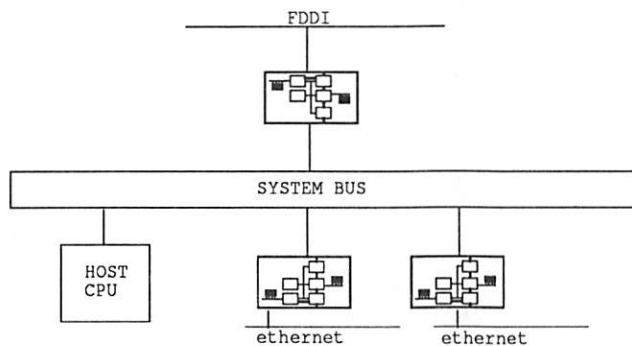 FDDI
SYSTEM BUS
HOST
CPU
ethernet
ethernet